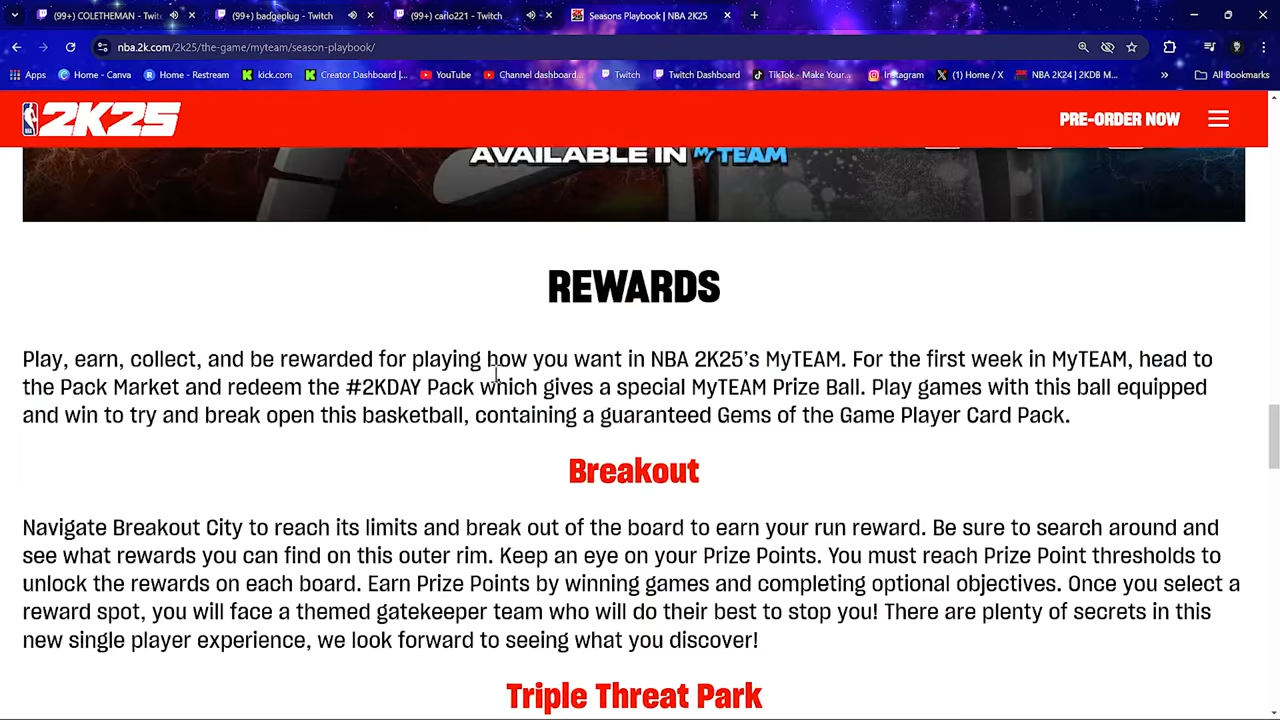 (99+) COLETHEMAN - Twitc
(99+) badgeplug - Twitch
(99+) carlo221 - Twitch
Seasons Playbook | NBA 2K25
nba.2k.com/2k25/the-game/myteam/season-playbook/
Apps
Home - Canva
Home - Restream
kick.com
Creator Dashboard |...
YouTube
Channel dashboard...
Twitch
Twitch Dashboard
TikTok - Make Your...
Instagram
(1) Home / X
NBA 2K24 | 2KDB M...
All Bookmarks
NBA 2K25
PRE-ORDER NOW
AVAILABLE IN MyTEAM
REWARDS
Play, earn, collect, and be rewarded for playing how you want in NBA 2K25’s MyTEAM. For the first week in MyTEAM, head to
the Pack Market and redeem the #2KDAY Pack which gives a special MyTEAM Prize Ball. Play games with this ball equipped
and win to try and break open this basketball, containing a guaranteed Gems of the Game Player Card Pack.
Breakout
Navigate Breakout City to reach its limits and break out of the board to earn your run reward. Be sure to search around and
see what rewards you can find on this outer rim. Keep an eye on your Prize Points. You must reach Prize Point thresholds to
unlock the rewards on each board. Earn Prize Points by winning games and completing optional objectives. Once you select a
reward spot, you will face a themed gatekeeper team who will do their best to stop you! There are plenty of secrets in this
new single player experience, we look forward to seeing what you discover!
Triple Threat Park